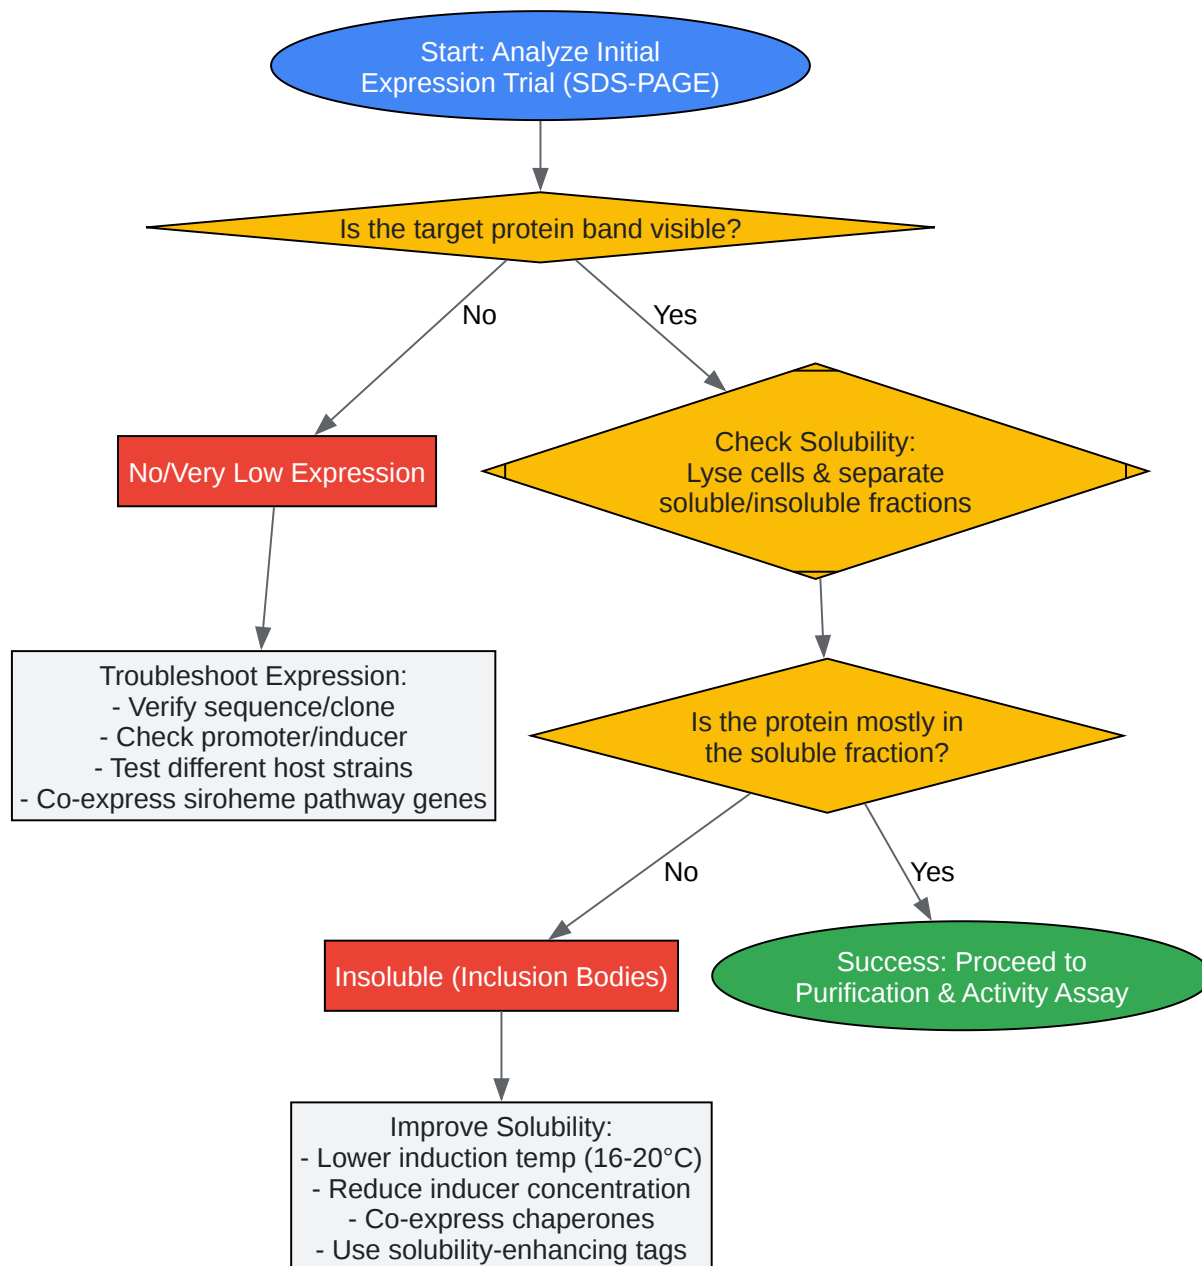 Start: Analyze Initial
Expression Trial (SDS-PAGE)
Is the target protein band visible?
No
Yes
No/Very Low Expression
Check Solubility:
Lyse cells & separate
soluble/insoluble fractions
Troubleshoot Expression:
- Verify sequence/clone
- Check promoter/inducer
- Test different host strains
- Co-express siroheme pathway genes
Is the protein mostly in
the soluble fraction?
No
Yes
Insoluble (Inclusion Bodies)
Success: Proceed to
Purification & Activity Assay
Improve Solubility:
- Lower induction temp (16-20°C)
- Reduce inducer concentration
- Co-express chaperones
- Use solubility-enhancing tags